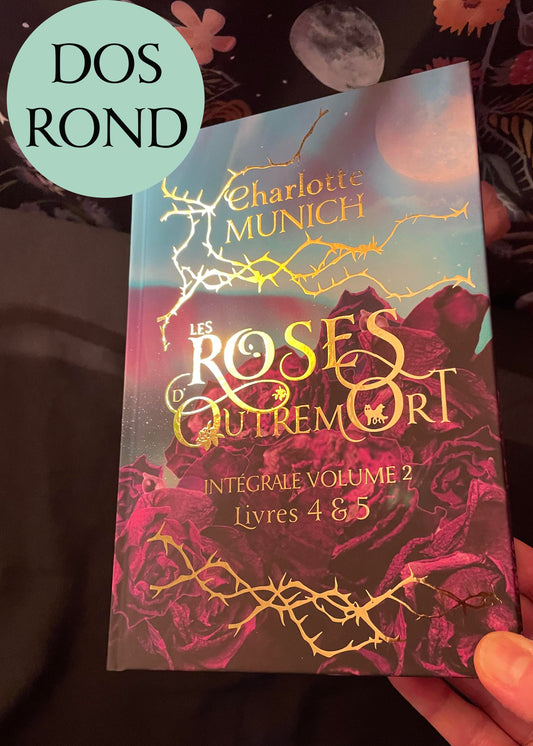 DOS
ROND
Charlotte
MUNICH
LES
ROSES
D'OUTREMORT
INTÉGRALE VOLUME 2
Livres 4 & 5